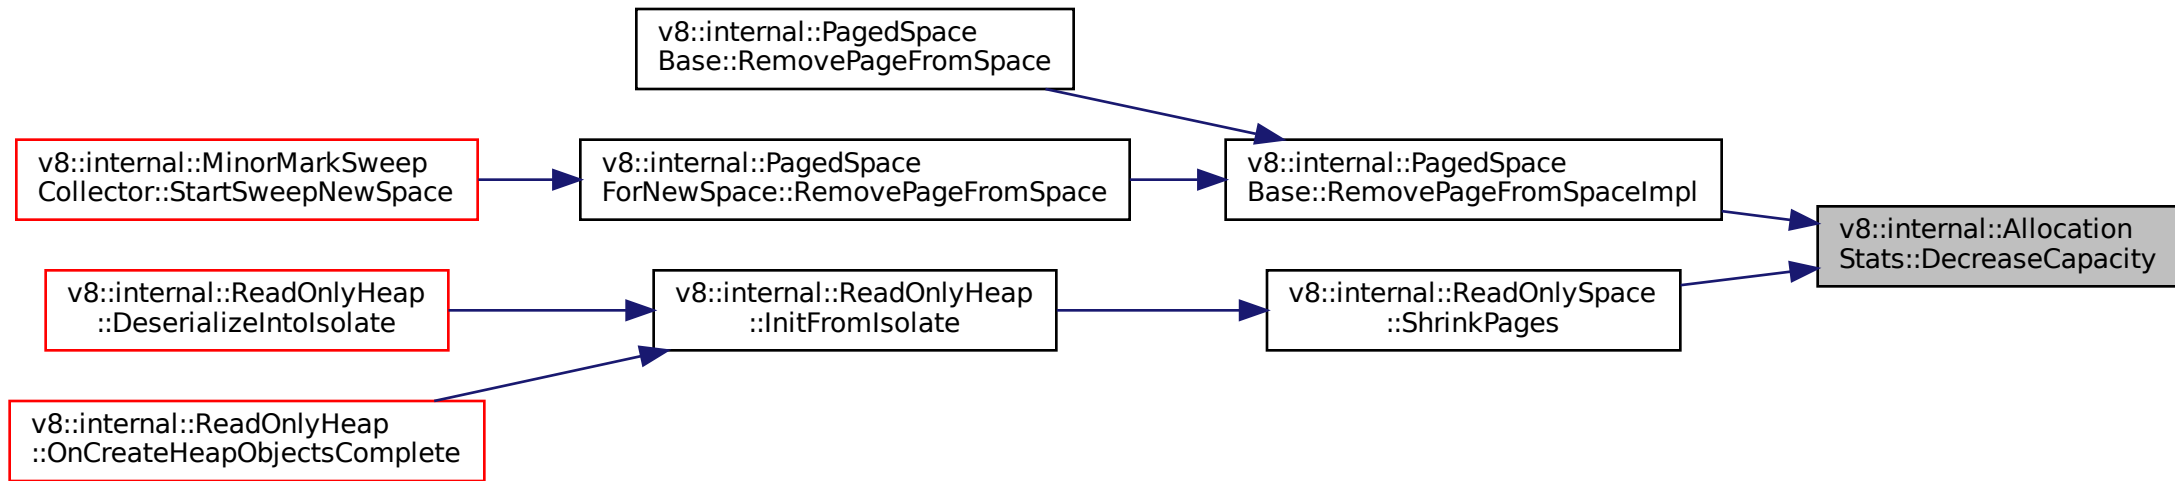 v8::internal::PagedSpace
Base::RemovePageFromSpace
v8::internal::MinorMarkSweep
Collector::StartSweepNewSpace
v8::internal::PagedSpace
ForNewSpace::RemovePageFromSpace
v8::internal::PagedSpace
Base::RemovePageFromSpaceImpl
v8::internal::Allocation
Stats::DecreaseCapacity
v8::internal::ReadOnlyHeap
::DeserializeIntoIsolate
v8::internal::ReadOnlyHeap
::InitFromIsolate
v8::internal::ReadOnlySpace
::ShrinkPages
v8::internal::ReadOnlyHeap
::OnCreateHeapObjectsComplete